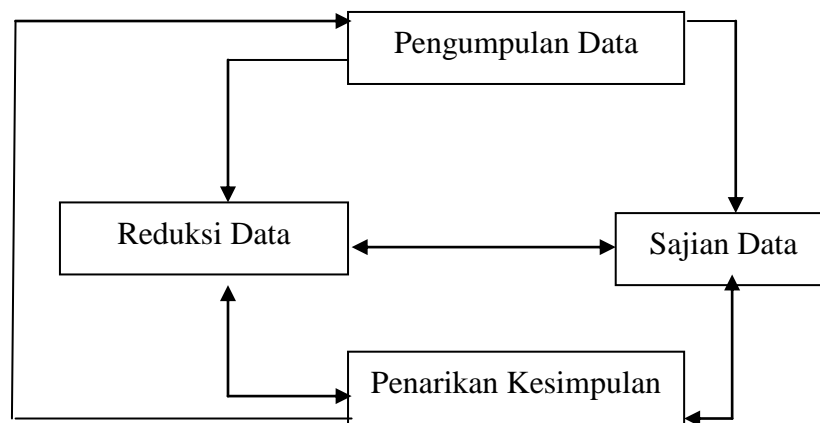 Pengumpulan Data
Reduksi Data
Sajian Data
Penarikan Kesimpulan